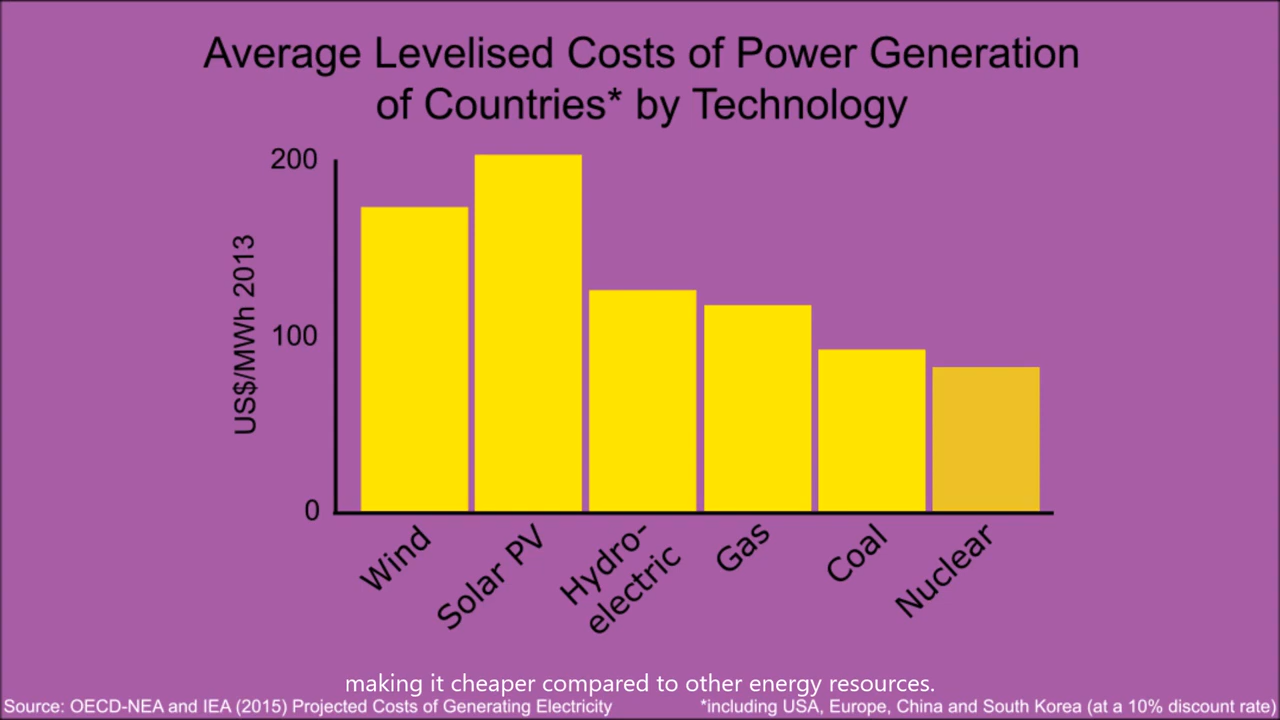 Average Levelised Costs of Power Generation
of Countries* by Technology
200
100
0
US$/MWh 2013
Wind
Solar PV
Hydro-
electric
Gas
Coal
Nuclear
making it cheaper compared to other energy resources.
Source: OECD-NEA and IEA (2015) Projected Costs of Generating Electricity
*including USA, Europe, China and South Korea (at a 10% discount rate)